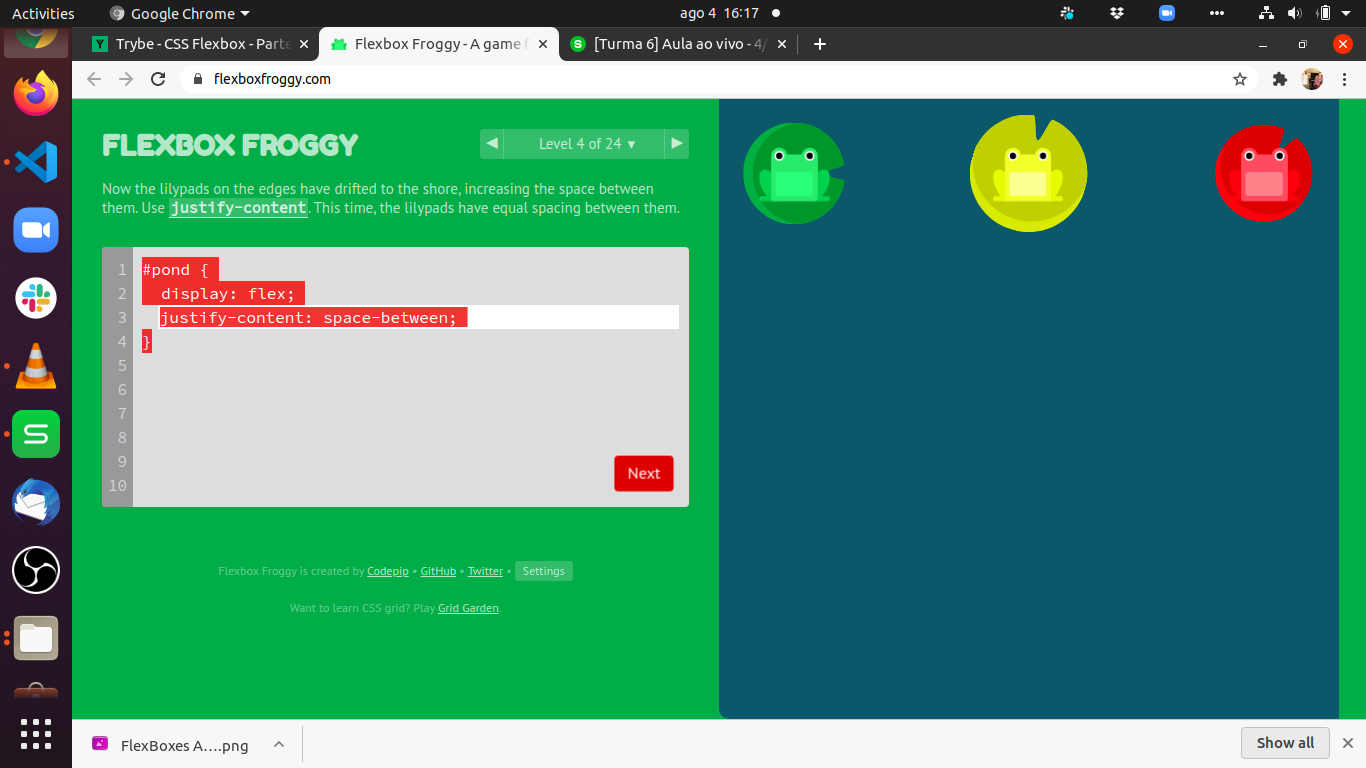 Activities
Google Chrome
ago 4 16:17
Trybe - CSS Flexbox - Parte
Flexbox Froggy - A game f
[Turma 6] Aula ao vivo - 4/
flexboxfroggy.com
FLEXBOX FROGGY
◀ Level 4 of 24 ▾ ▶
Now the lilypads on the edges have drifted to the shore, increasing the space between
them. Use justify-content. This time, the lilypads have equal spacing between them.
1 #pond {
2 display: flex;
3 justify-content: space-between;
4 }
5
6
7
8
9
10
Next
Flexbox Froggy is created by Codepip • GitHub • Twitter • Settings
Want to learn CSS grid? Play Grid Garden.
FlexBoxes A….png
Show all